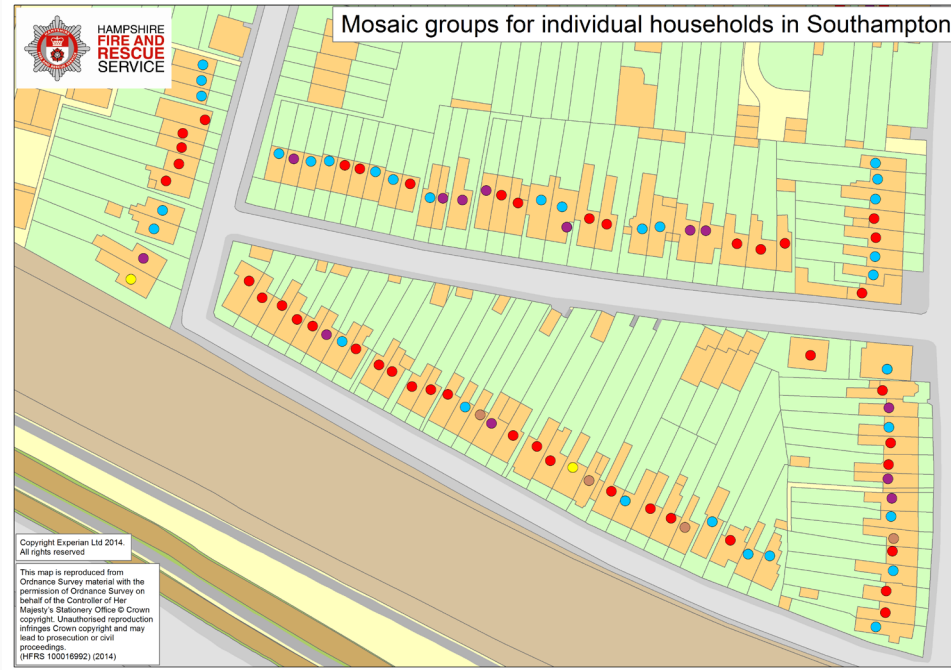 HAMPSHIRE
FIRE AND
RESCUE
SERVICE
Mosaic groups for individual households in Southampton
Copyright Experian Ltd 2014.
All rights reserved
This map is reproduced from
Ordnance Survey material with the
permission of Ordnance Survey on
behalf of the Controller of Her
Majesty's Stationery Office © Crown
copyright. Unauthorised reproduction
infringes Crown copyright and may
lead to prosecution or civil
proceedings.
(HFRS 100016992) (2014)